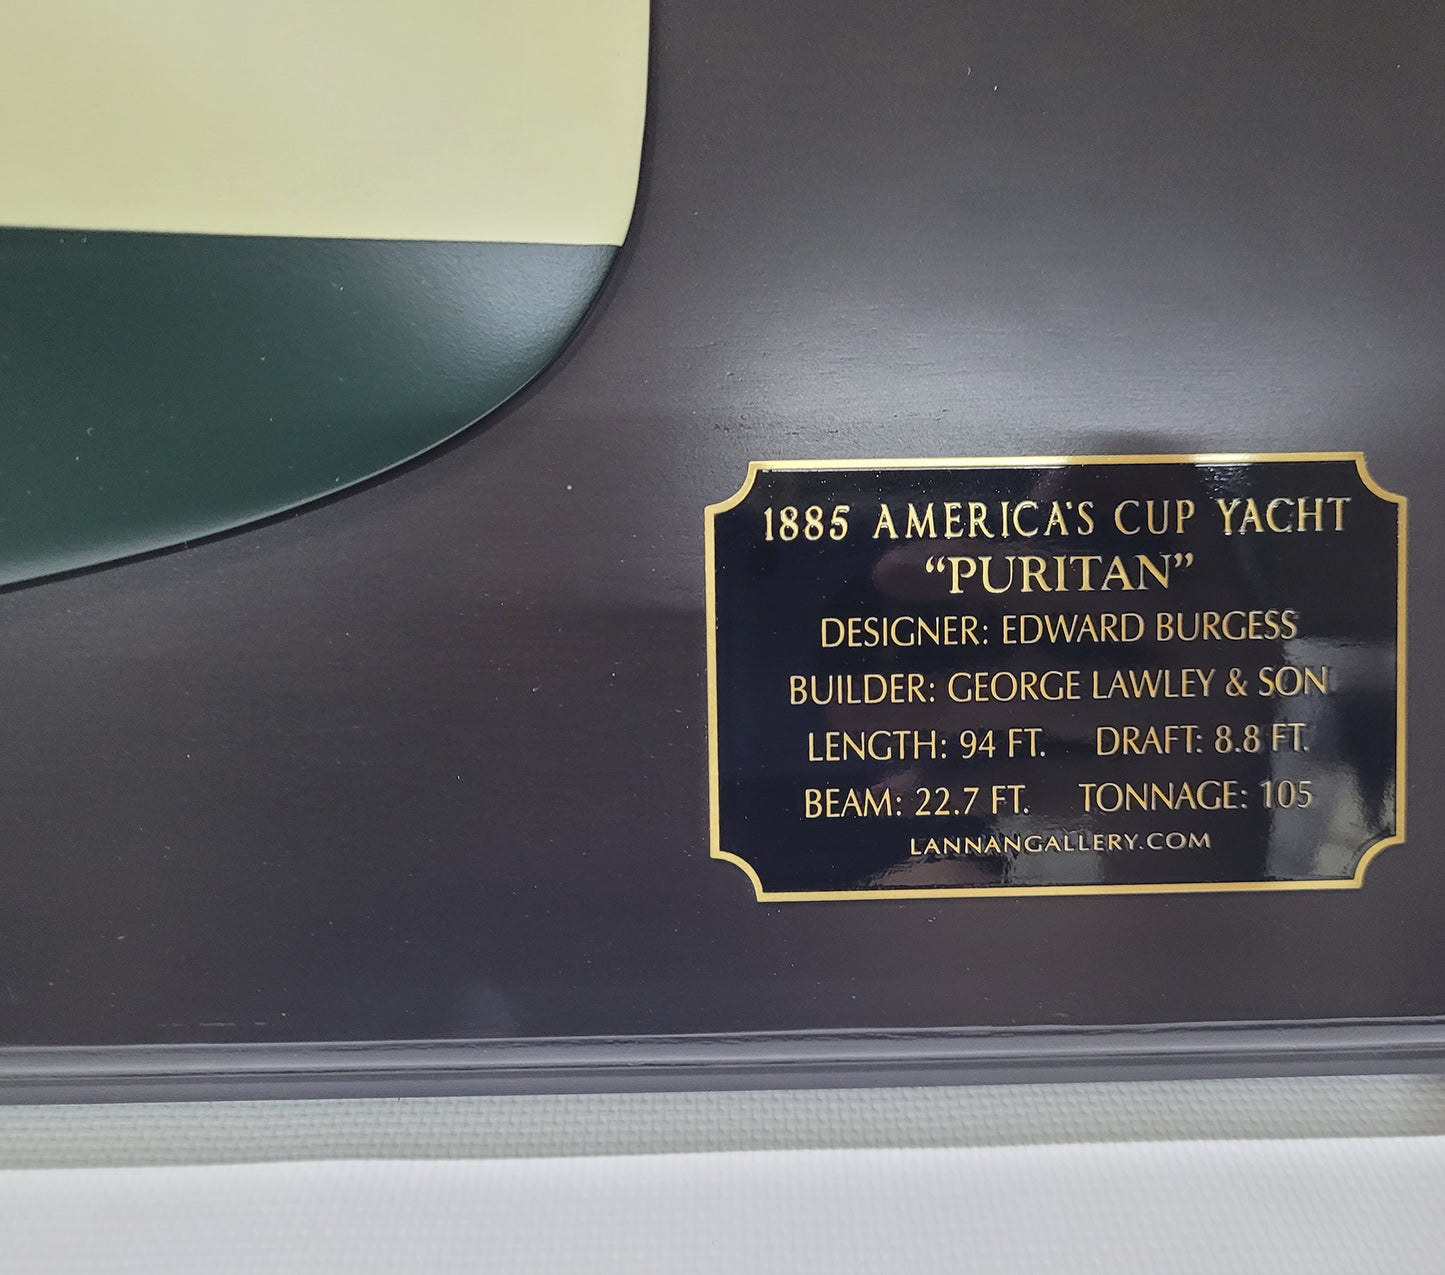 1885 AMERICA'S CUP YACHT
“PURITAN”
DESIGNER: EDWARD BURGESS
BUILDER: GEORGE LAWLEY & SON
LENGTH: 94 FT. DRAFT: 8.8 FT.
BEAM: 22.7 FT. TONNAGE: 105
LANNANGALLERY.COM